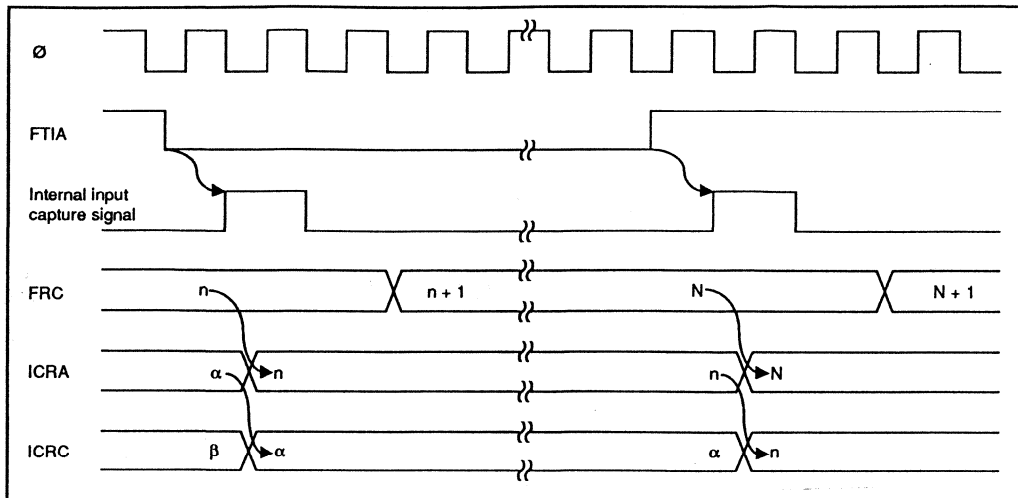 Ø
FTIA
Internal input
capture signal
FRC n n + 1 N N + 1
ICRA α n n N
ICRC β α α n